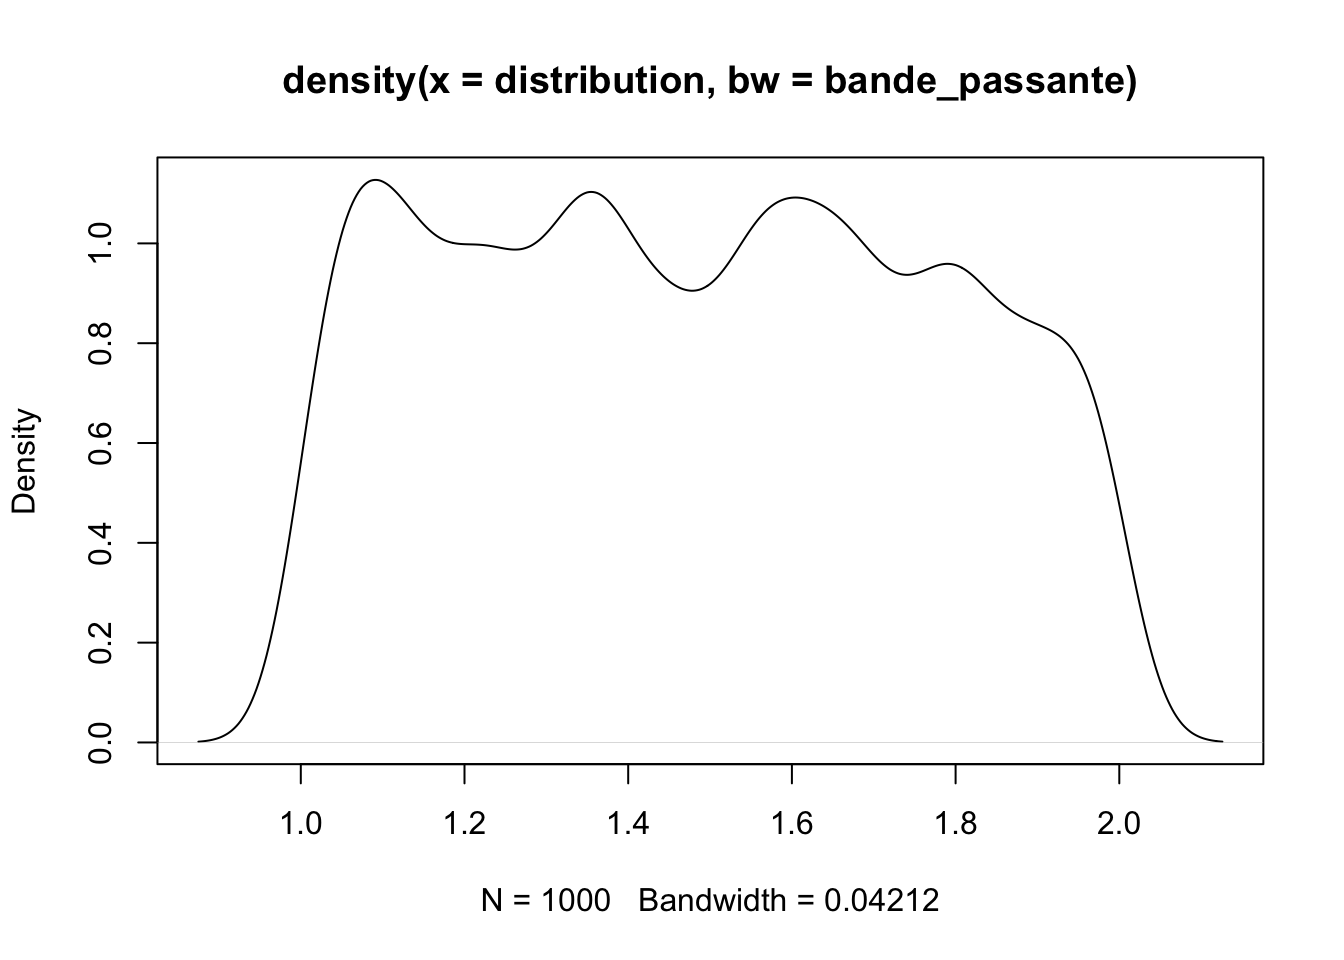 density(x = distribution, bw = bande_passante)
Density
1.0
0.8
0.6
0.4
0.2
0.0
1.0 1.2 1.4 1.6 1.8 2.0
N = 1000 Bandwidth = 0.04212